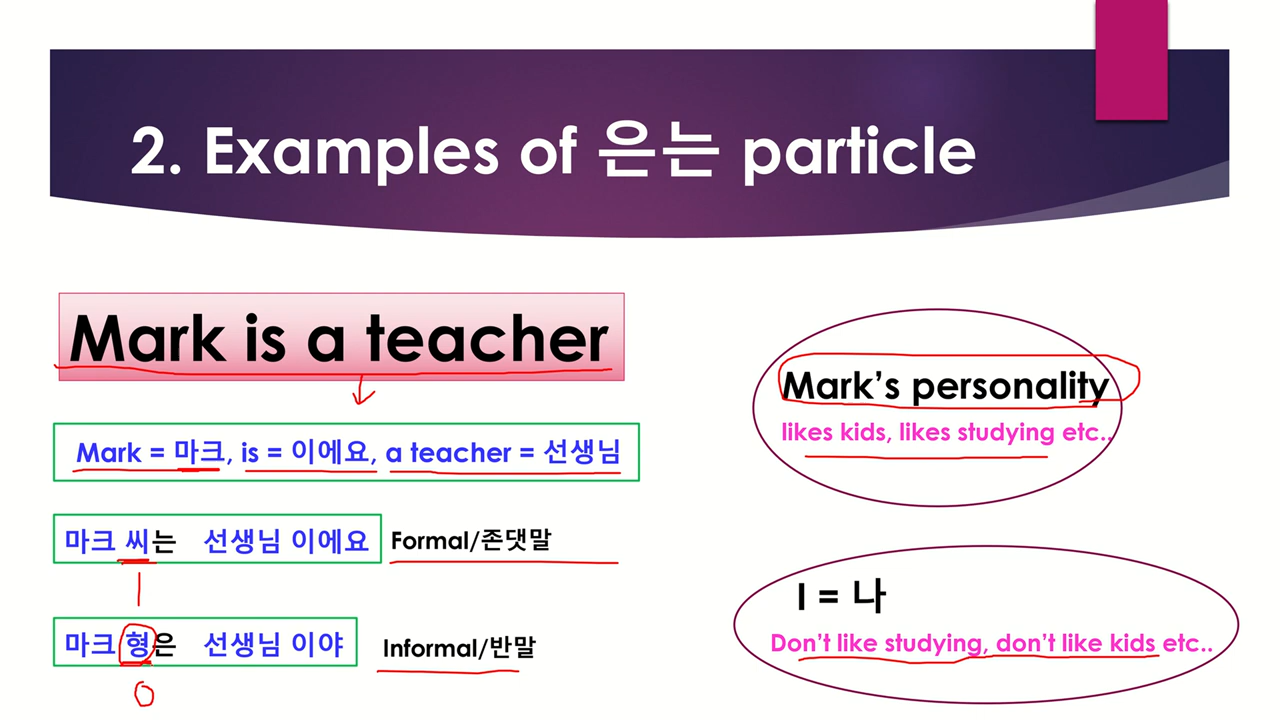 2. Examples of 은는 particle
Mark is a teacher
Mark = 마크, is = 이에요, a teacher = 선생님
마크 씨는 선생님 이에요 Formal/존댓말
마크 형은 선생님 이야 Informal/반말
Mark's personality
likes kids, likes studying etc..
I = 나
Don't like studying, don't like kids etc..